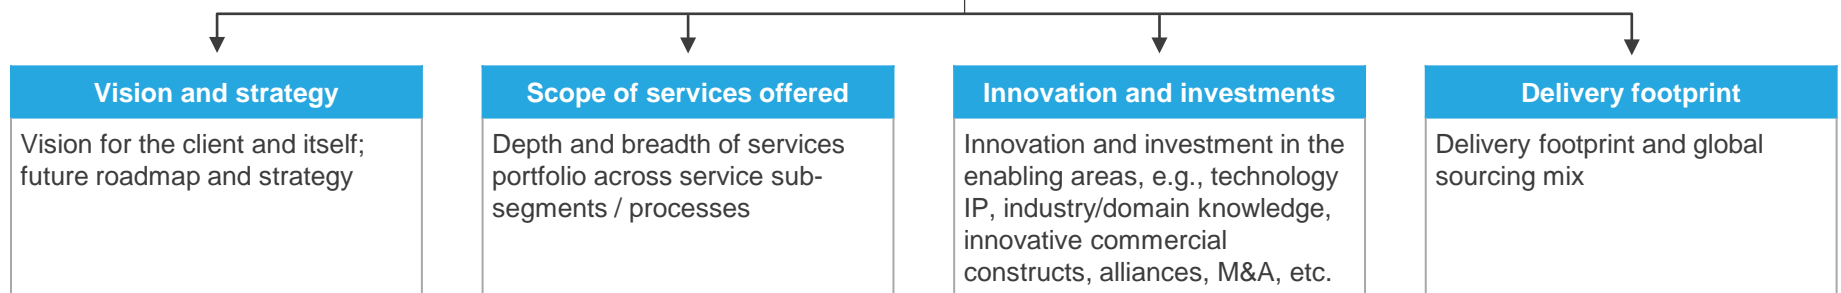 Vision and strategy
Vision for the client and itself;
future roadmap and strategy
Scope of services offered
Depth and breadth of services
portfolio across service sub-
segments / processes
Innovation and investments
Innovation and investment in the
enabling areas, e.g., technology
IP, industry/domain knowledge,
innovative commercial
constructs, alliances, M&A, etc.
Delivery footprint
Delivery footprint and global
sourcing mix